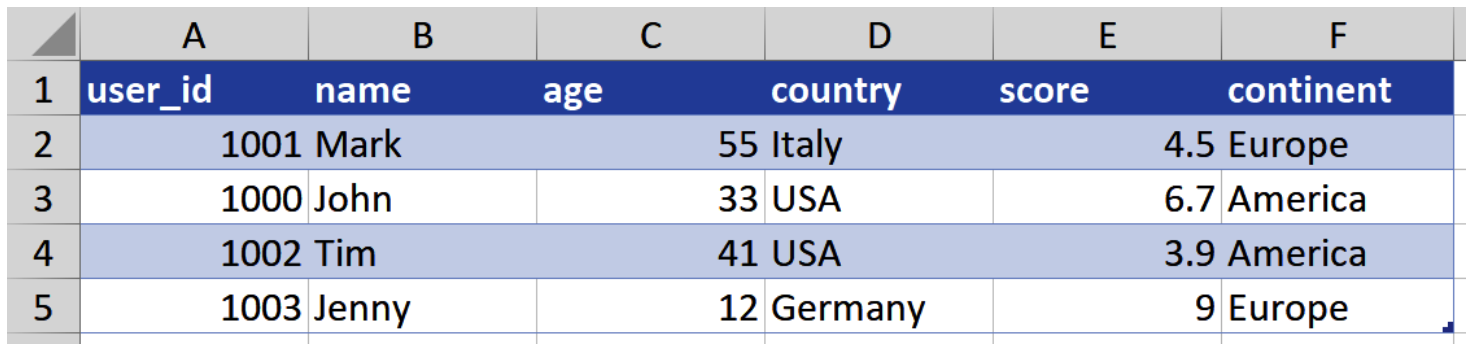 A B C D E F
1 user_id name age country score continent
2 1001 Mark 55 Italy 4.5 Europe
3 1000 John 33 USA 6.7 America
4 1002 Tim 41 USA 3.9 America
5 1003 Jenny 12 Germany 9 Europe